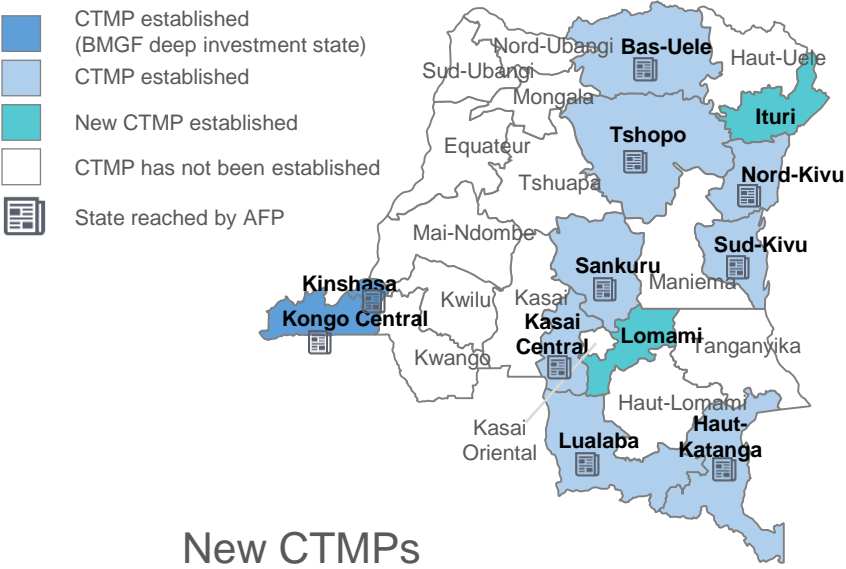 CTMP established
(BMGF deep investment state)
CTMP established
New CTMP established
CTMP has not been established
State reached by AFP
Nord-Ubangi
Bas-Uele
Haut-Uele
Sud-Ubangi
Mongala
Ituri
Equateur
Tshopo
Tshuapa
Nord-Kivu
Mai-Ndombe
Sud-Kivu
Sankuru
Maniema
Kinshasa
Kwilu
Kasai
Kongo Central
Kasai
Central
Lomami
Kwango
Tanganyika
Haut-Lomami
Kasai
Oriental
Lualaba
Haut-
Katanga
New CTMPs